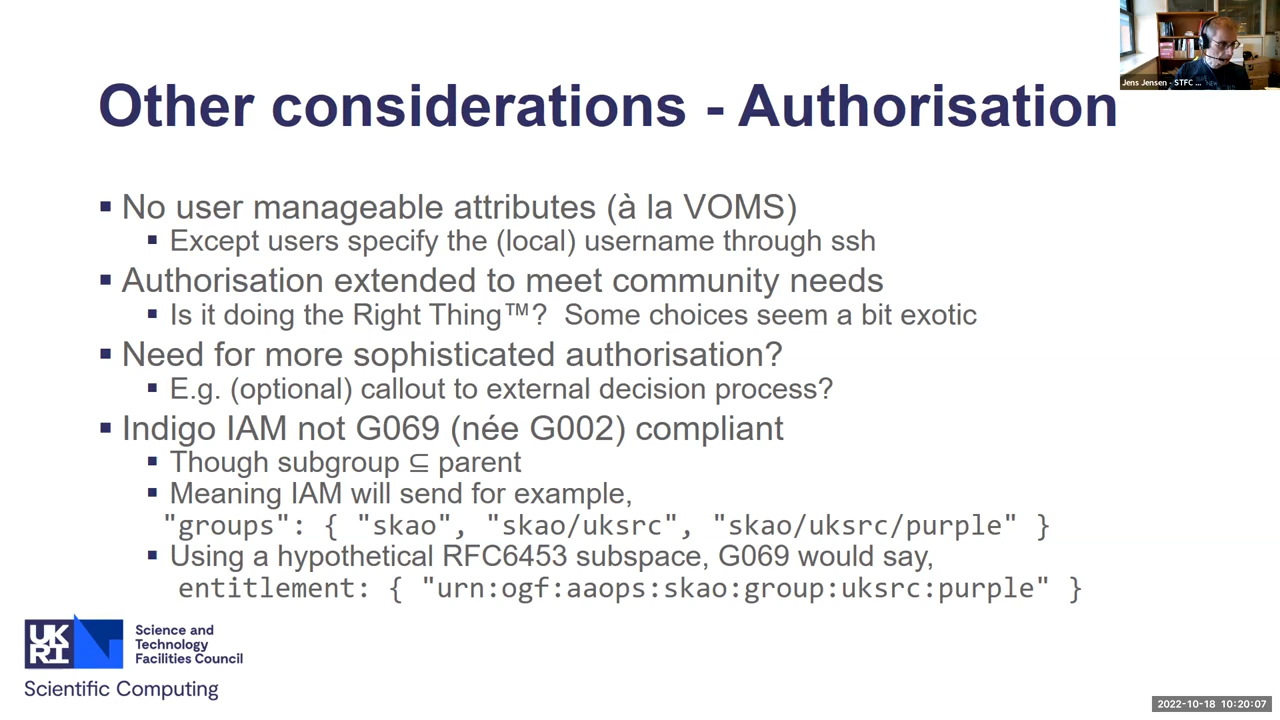 Other considerations - Authorisation
Jens Jensen - STFC ...
No user manageable attributes (à la VOMS)
Except users specify the (local) username through ssh
Authorisation extended to meet community needs
Is it doing the Right Thing™? Some choices seem a bit exotic
Need for more sophisticated authorisation?
E.g. (optional) callout to external decision process?
Indigo IAM not G069 (née G002) compliant
Though subgroup ⊆ parent
Meaning IAM will send for example,
"groups": { "skao", "skao/uksrc", "skao/uksrc/purple" }
Using a hypothetical RFC6453 subspace, G069 would say,
entitlement: { "urn:ogf:aaops:skao:group:uksrc:purple" }
UK
RI
Science and
Technology
Facilities Council
Scientific Computing
2022-10-18 10:20:07